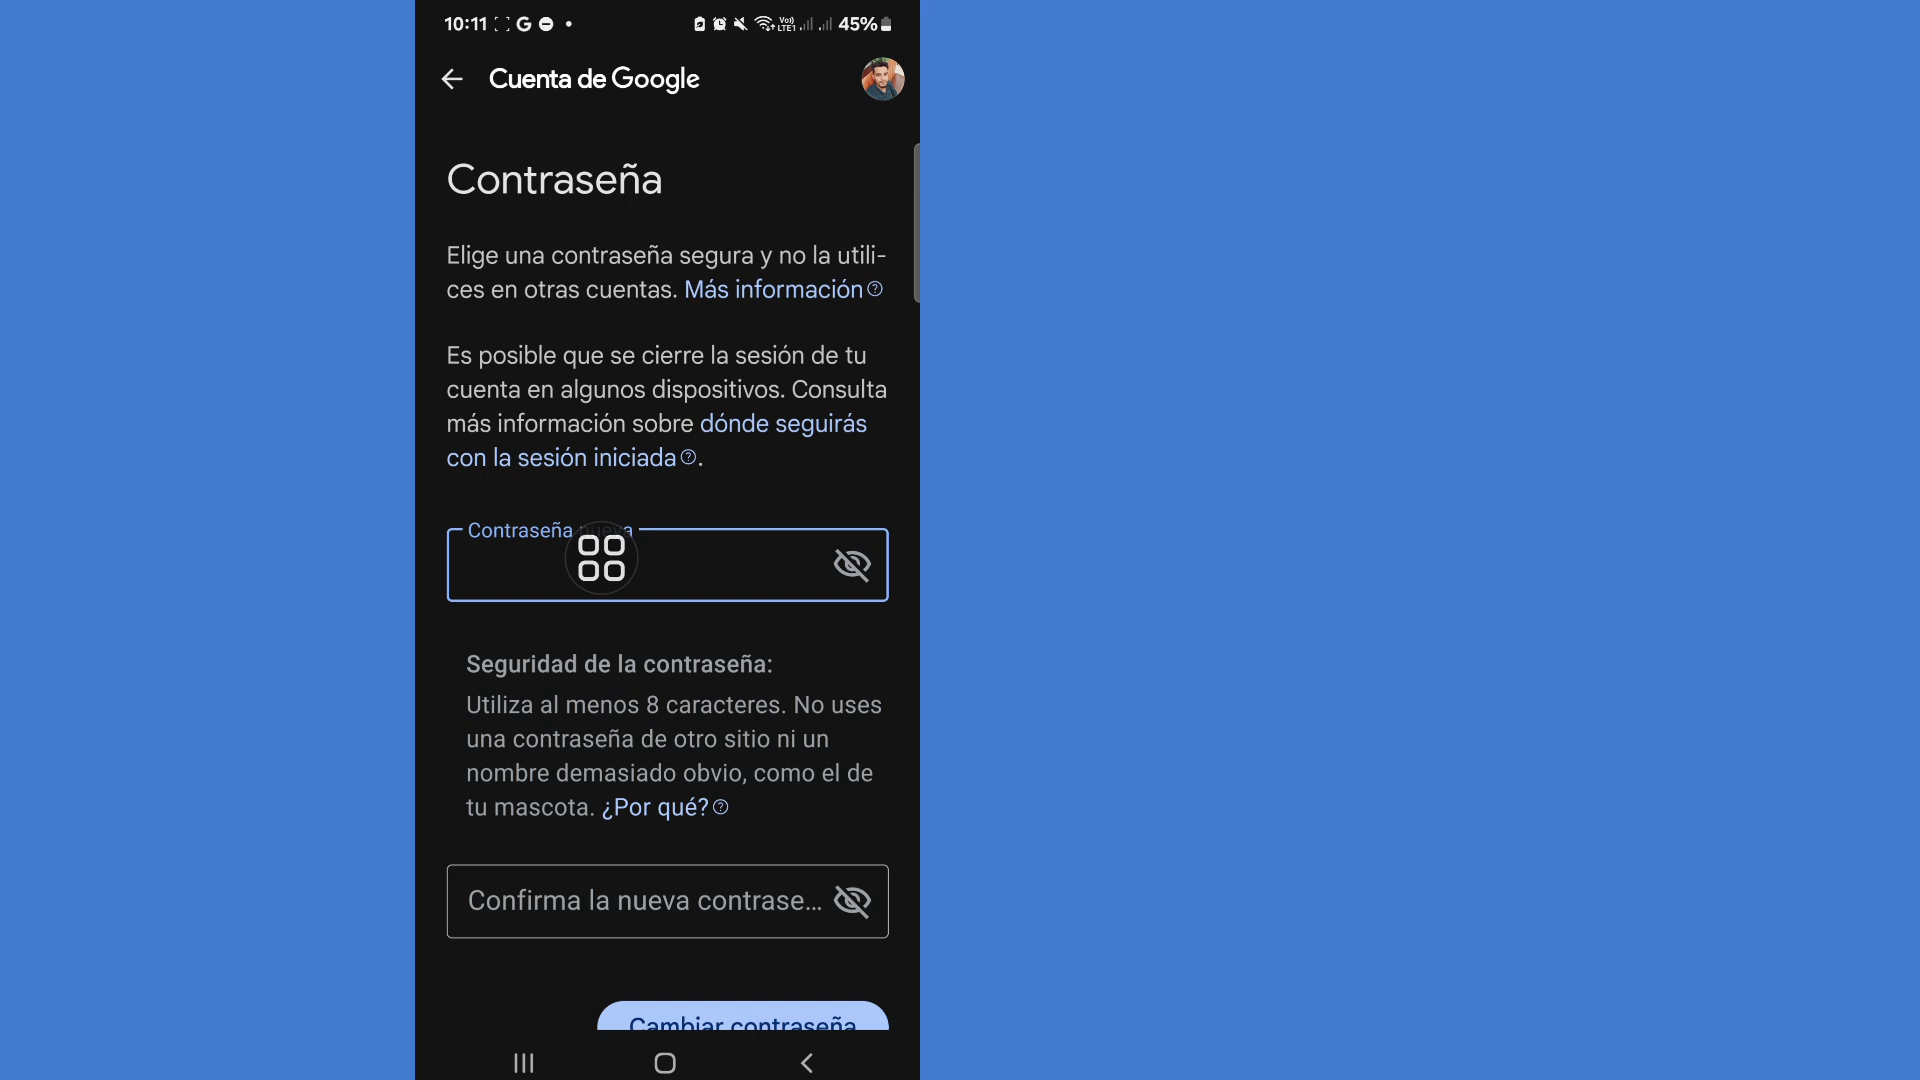 10:11 G Vo) LTE1 45%
Cuenta de Google
Contraseña
Elige una contraseña segura y no la utili-
ces en otras cuentas. Más información
Es posible que se cierre la sesión de tu
cuenta en algunos dispositivos. Consulta
más información sobre dónde seguirás
con la sesión iniciada.
Contraseña nueva
Seguridad de la contraseña:
Utiliza al menos 8 caracteres. No uses
una contraseña de otro sitio ni un
nombre demasiado obvio, como el de
tu mascota. ¿Por qué?
Confirma la nueva contrase...
Cambiar contraseña